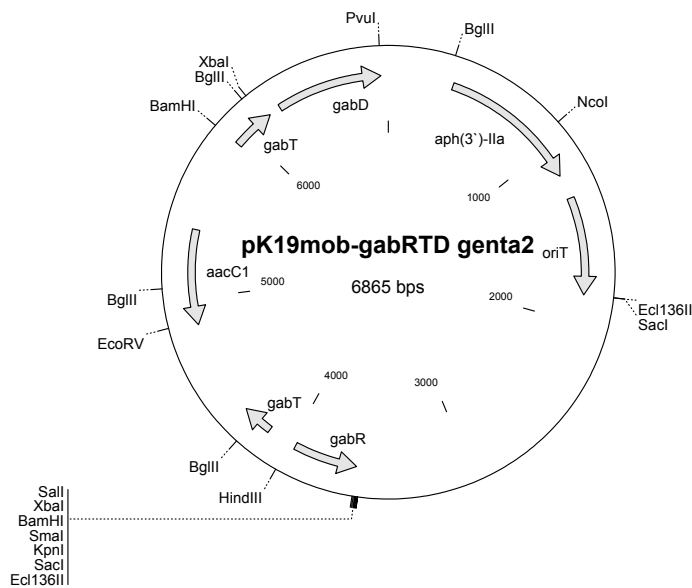 PvuI
BglII
XbaI
BglII
BamHI
NcoI
gabD
gabT
aph(3`)-IIa
6000
1000
pK19mob-gabRTD genta2
oriT
aacC1
5000
6865 bps
2000
BglII
EcoRV
Ecl136II
SacI
4000
3000
gabT
gabR
BglII
HindIII
SalI
XbaI
BamHI
SmaI
KpnI
SacI
Ecl136II